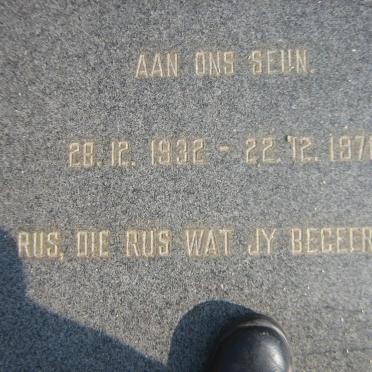 AAN ONS SEUN.
28.12. 1932 - 22.12.197
RUS, DIE RUS WAT JY BEGEER